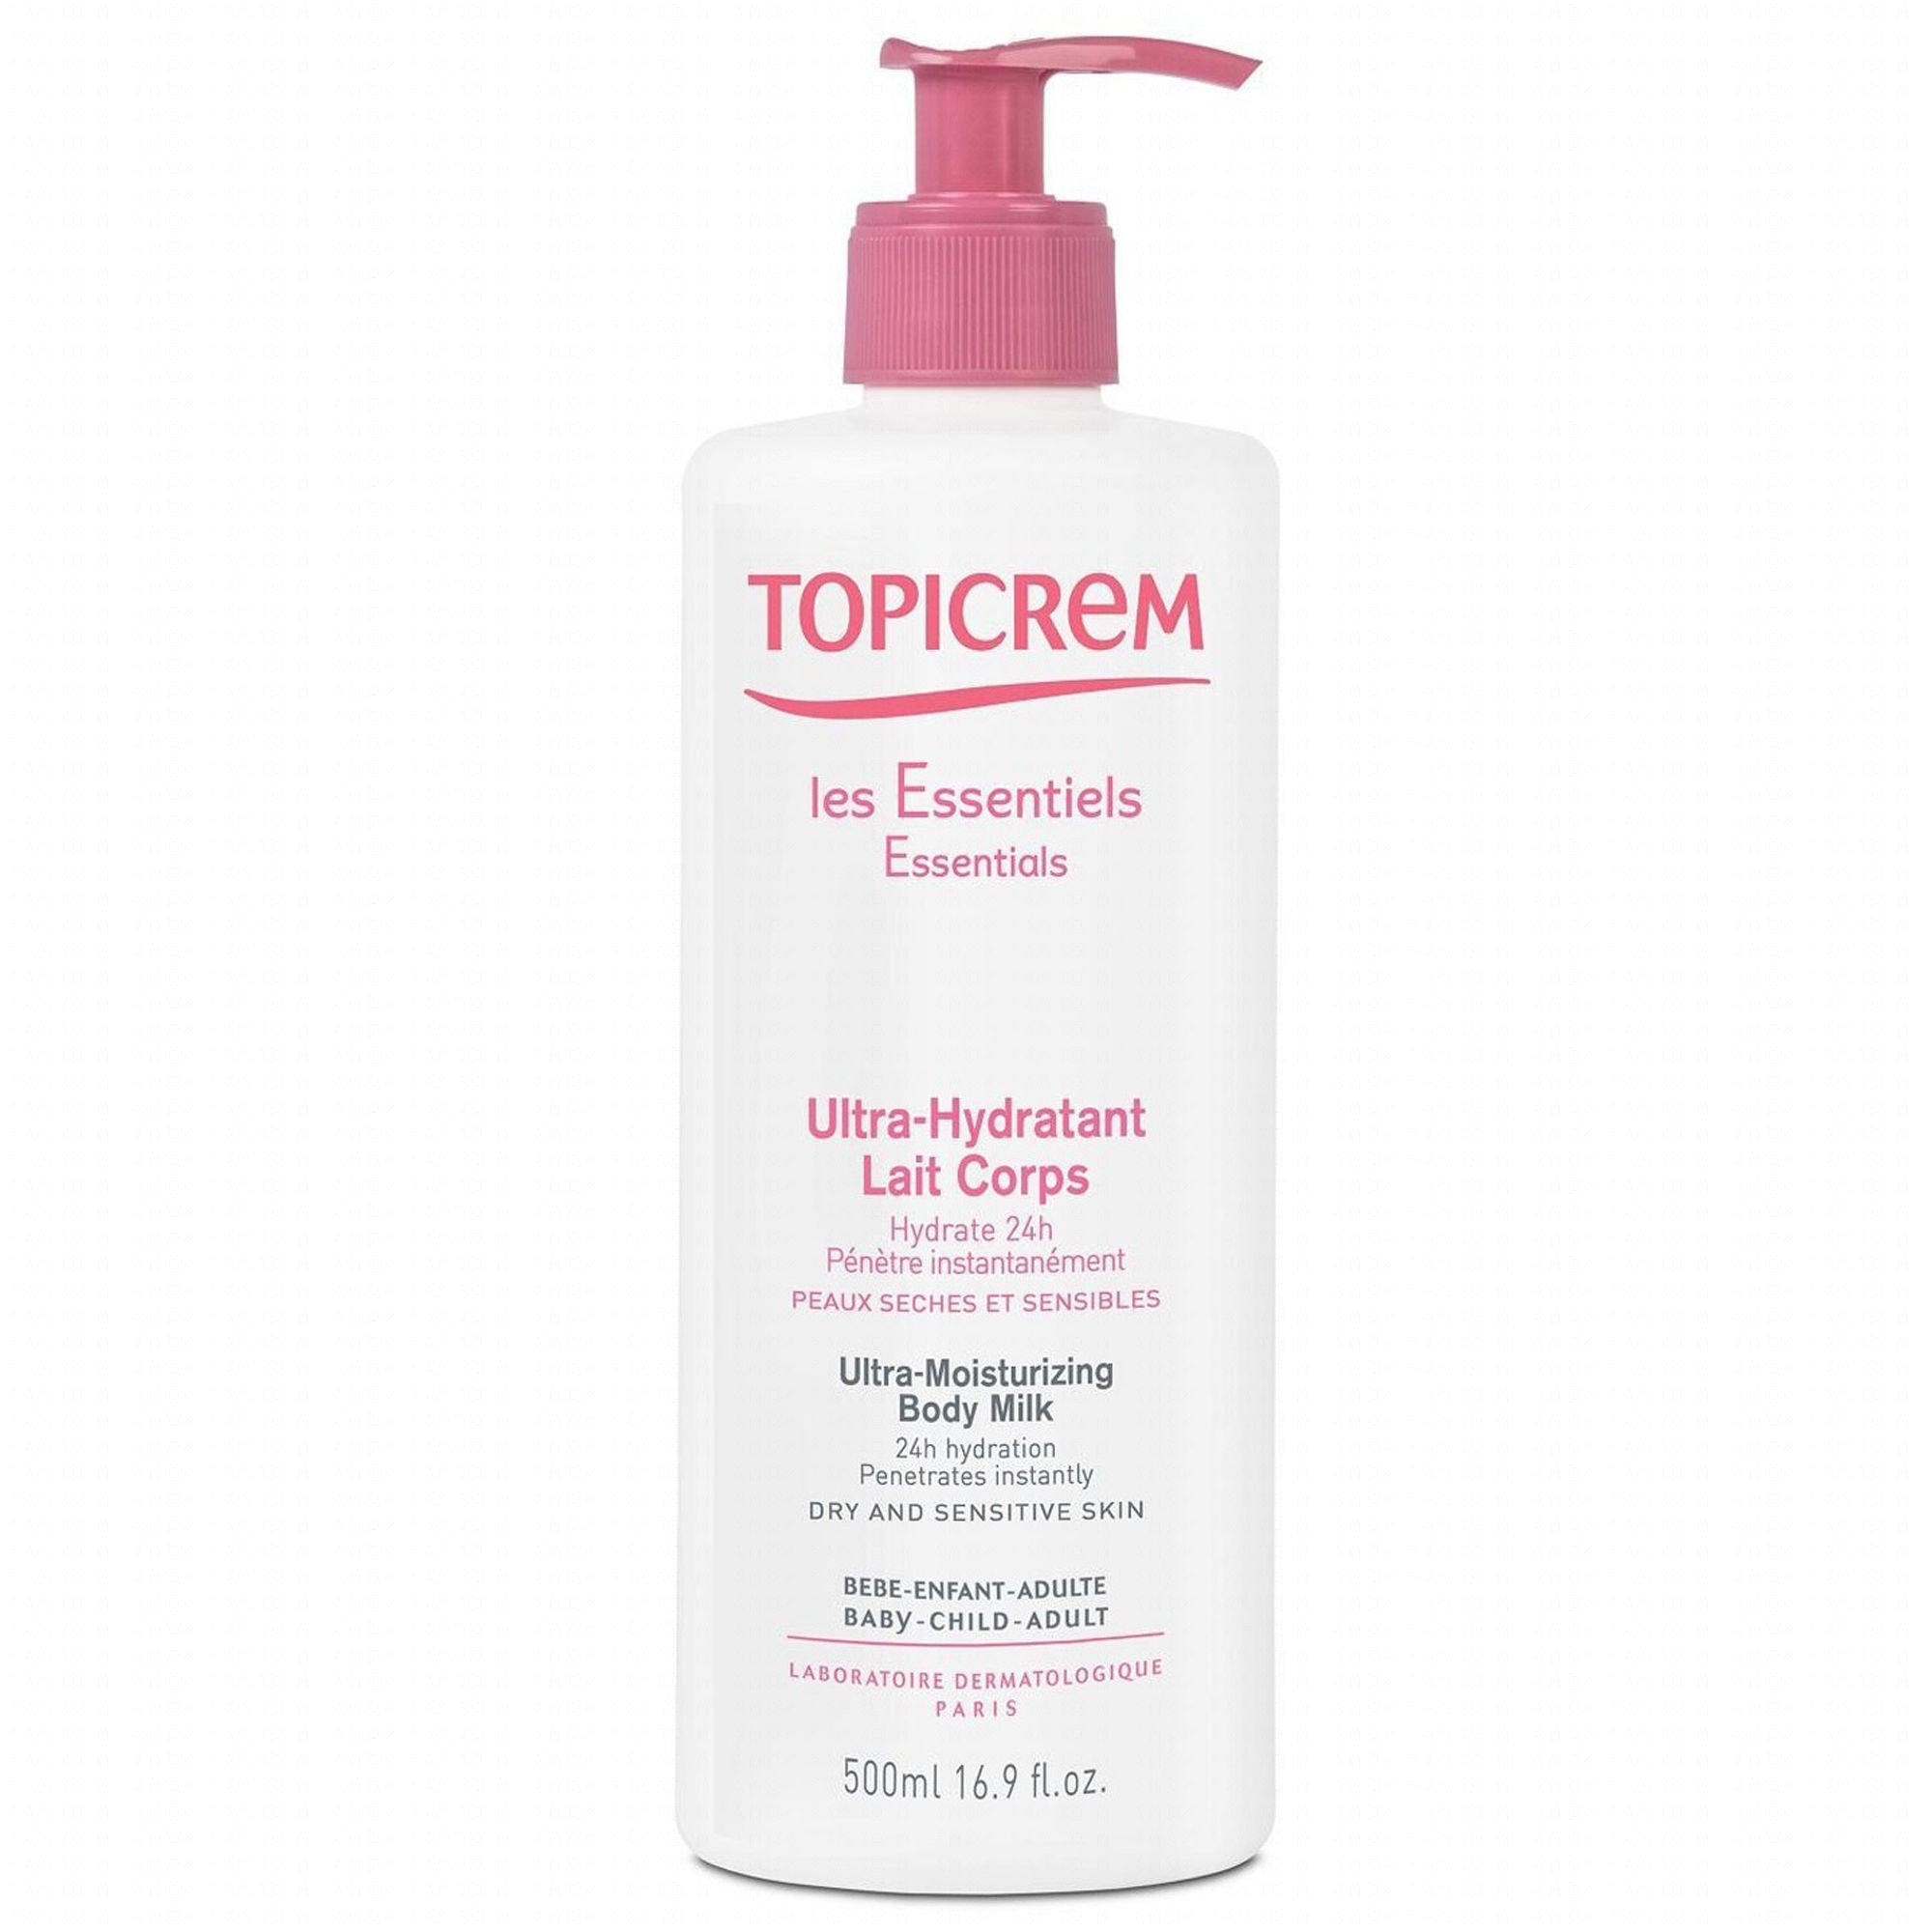 TOPICREM
les Essentiels
Essentials
Ultra-Hydratant
Lait Corps
Hydrate 24h
Pénètre instantanément
PEAUX SECHES ET SENSIBLES
Ultra-Moisturizing
Body Milk
24h hydration
Penetrates instantly
DRY AND SENSITIVE SKIN
BEBE-ENFANT-ADULTE
BABY-CHILD-ADULT
LABORATOIRE DERMATOLOGIQUE
PARIS
500ml 16.9 fl.oz.